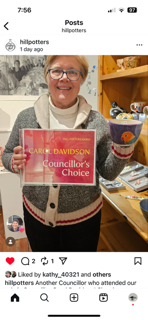 7:56
Posts
hillpotters
hillpotters
1 day ago
CAROL DAVIDSON
Councillor's
Choice
2
1
Liked by kathy_40321 and others
hillpotters Another Councillor who attended our